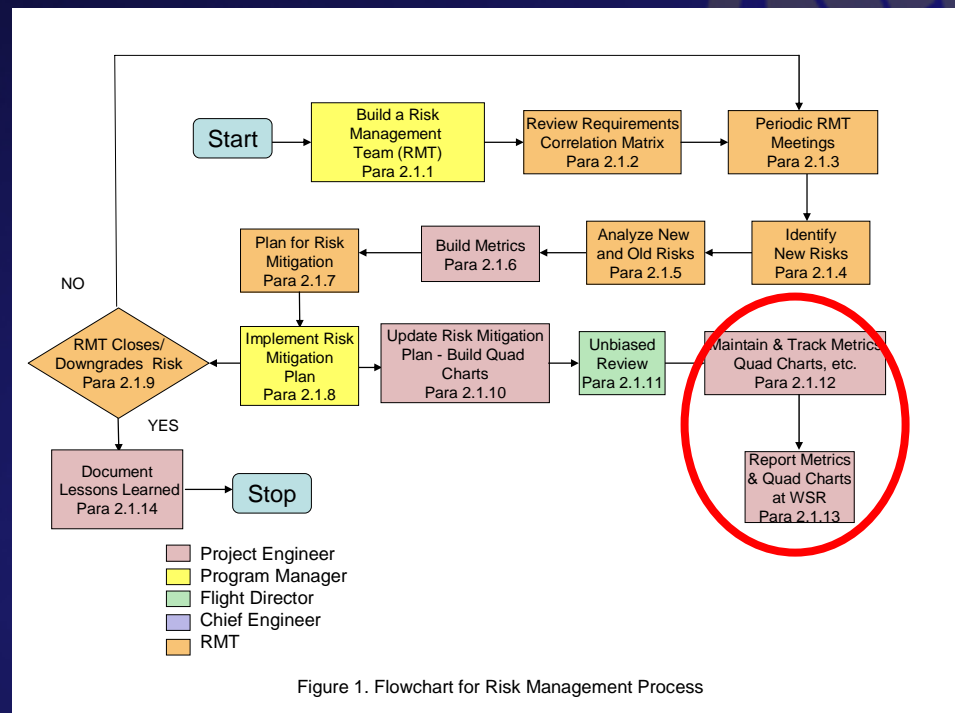 Start
Build a Risk
Management
Team (RMT)
Para 2.1.1
Review Requirements
Correlation Matrix
Para 2.1.2
Periodic RMT
Meetings
Para 2.1.3
Identify
New Risks
Para 2.1.4
Analyze New
and Old Risks
Para 2.1.5
Build Metrics
Para 2.1.6
Plan for Risk
Mitigation
Para 2.1.7
NO
RMT Closes/
Downgrades Risk
Para 2.1.9
Implement Risk
Mitigation
Plan
Para 2.1.8
Update Risk Mitigation
Plan - Build Quad
Charts
Para 2.1.10
Unbiased
Review
Para 2.1.11
Maintain & Track Metrics
Quad Charts, etc.
Para 2.1.12
YES
Document
Lessons Learned
Para 2.1.14
Stop
Report Metrics
& Quad Charts
at WSR
Para 2.1.13
Project Engineer
Program Manager
Flight Director
Chief Engineer
RMT
Figure 1. Flowchart for Risk Management Process